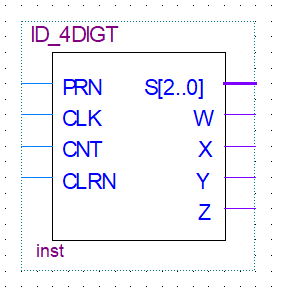 ID_4DIGT
PRN S[2..0]
CLK W
CNT X
CLRN Y
Z
inst